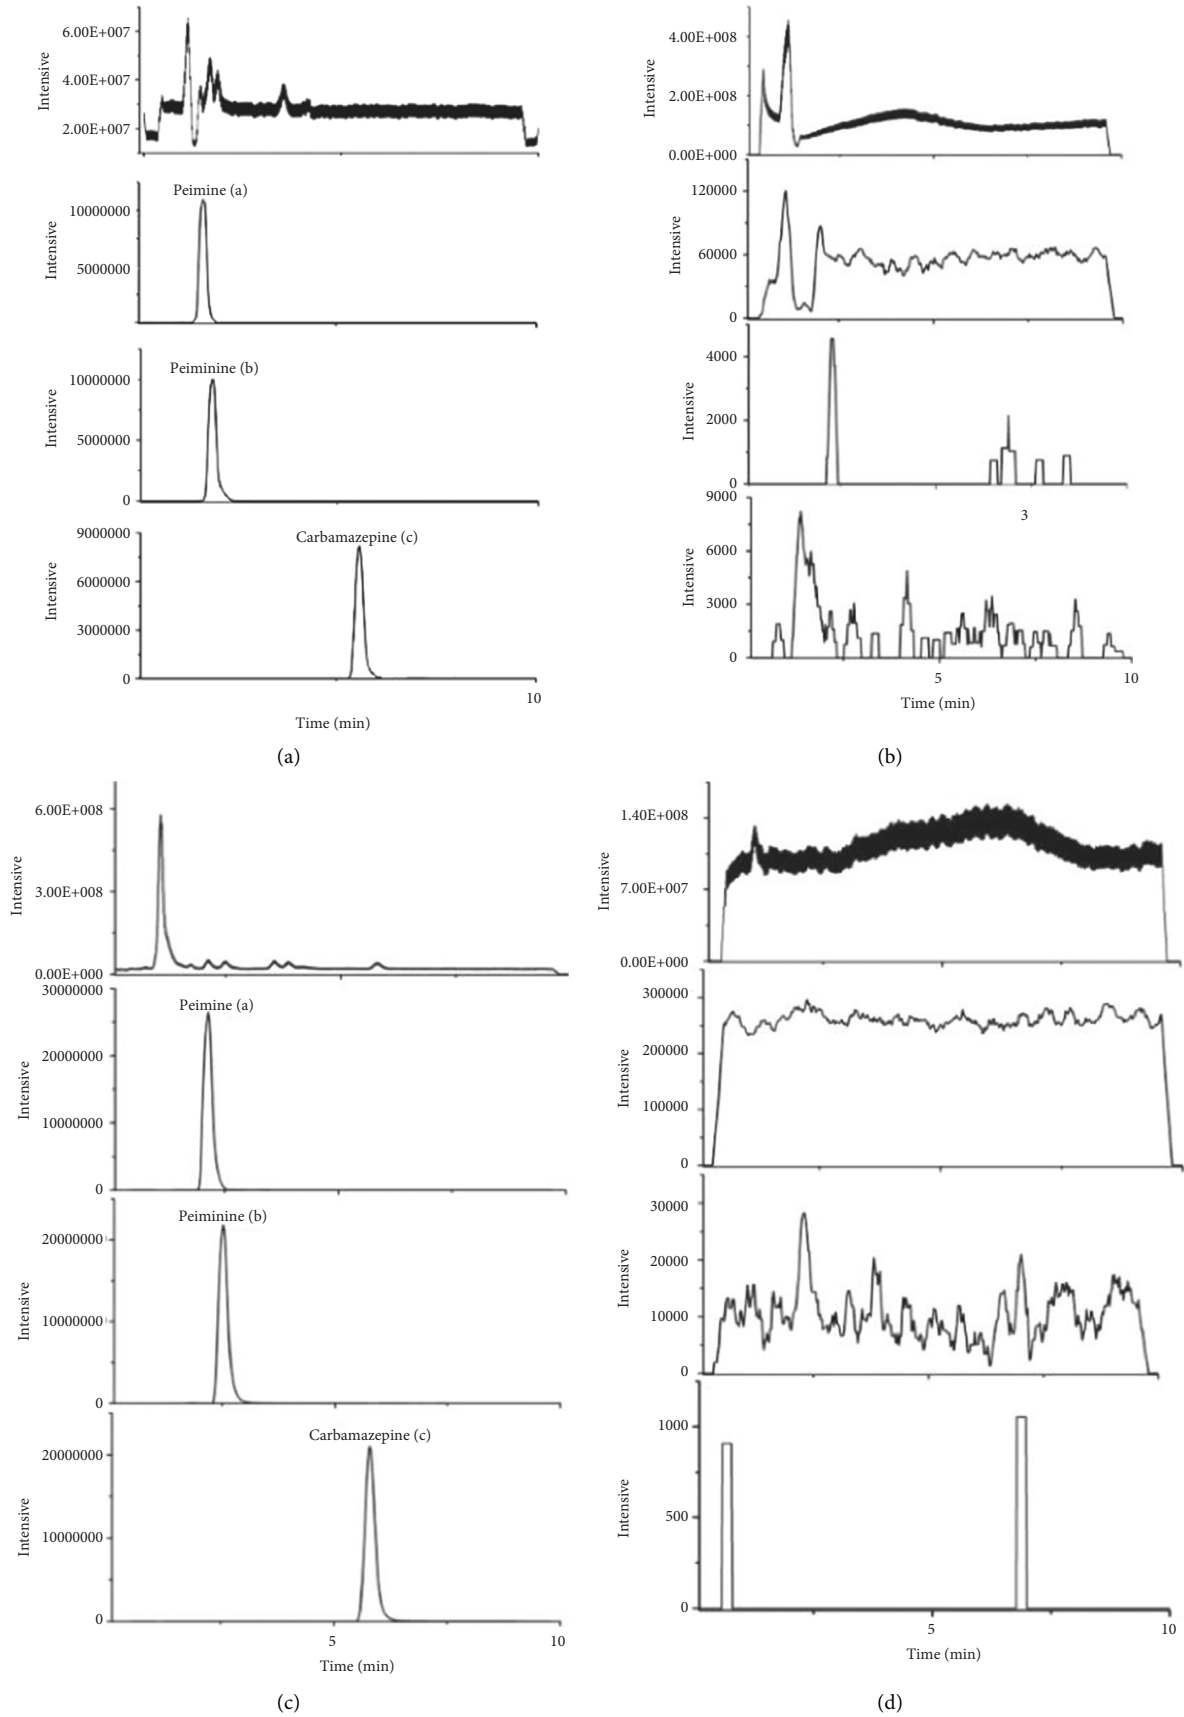 6.00E+007
4.00E+007
2.00E+007
Intensive
Peimine (a)
10000000
5000000
Intensive
Peiminine (b)
10000000
5000000
0
Intensive
Carbamazepine (c)
9000000
6000000
3000000
0
Intensive
10
Time (min)
(a)
4.00E+008
2.00E+008
0.00E+000
Intensive
120000
60000
0
Intensive
4000
2000
0
Intensive
3
9000
6000
3000
0
Intensive
5 10
Time (min)
(b)
6.00E+008
3.00E+008
0.00E+000
Intensive
Peimine (a)
30000000
20000000
10000000
0
Intensive
Peiminine (b)
20000000
10000000
0
Intensive
Carbamazepine (c)
20000000
10000000
0
Intensive
5 10
Time (min)
(c)
1.40E+008
7.00E+007
0.00E+000
Intensive
300000
200000
100000
0
Intensive
30000
20000
10000
0
Intensive
1000
500
0
Intensive
5 10
Time (min)
(d)